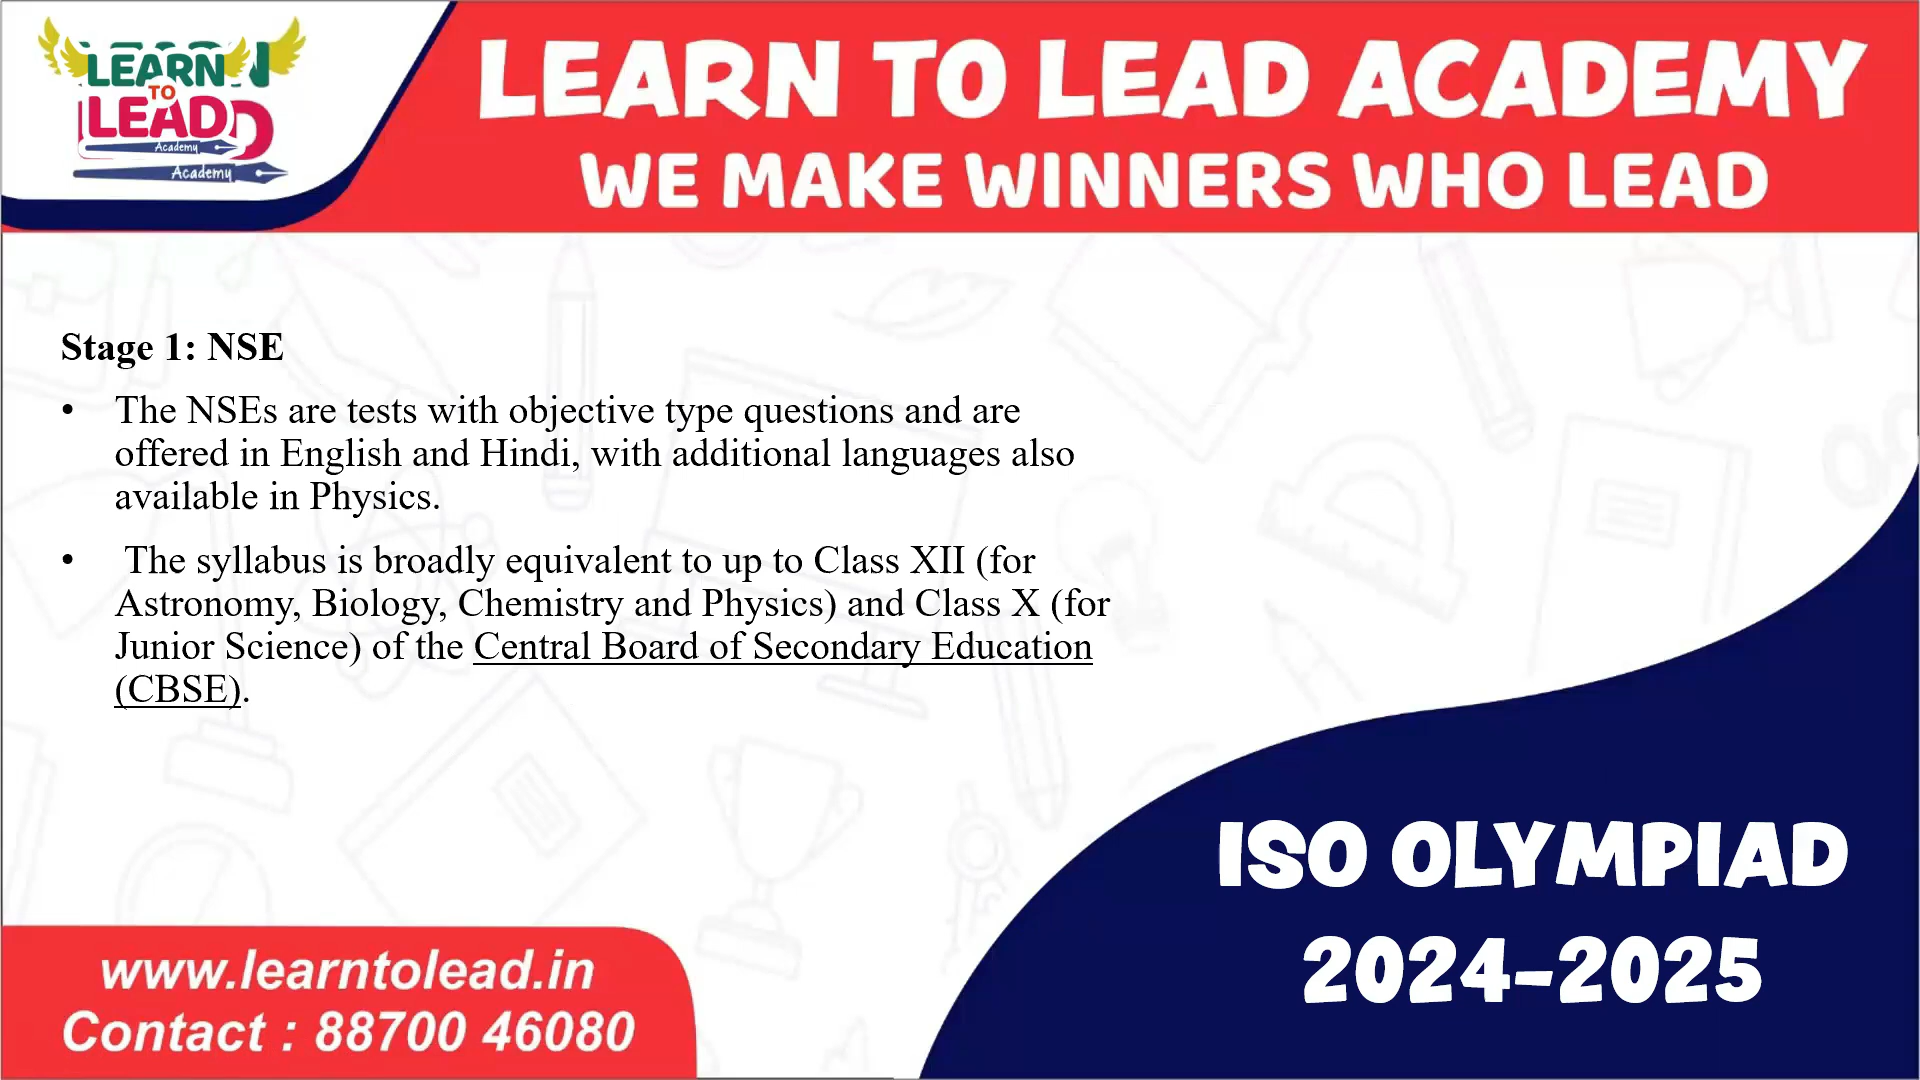 LEARN
TO
LEAD
Academy
Academy
LEARN TO LEAD ACADEMY
WE MAKE WINNERS WHO LEAD
Stage 1: NSE
• The NSEs are tests with objective type questions and are
offered in English and Hindi, with additional languages also
available in Physics.
• The syllabus is broadly equivalent to up to Class XII (for
Astronomy, Biology, Chemistry and Physics) and Class X (for
Junior Science) of the Central Board of Secondary Education
(CBSE).
ISO OLYMPIAD
2024-2025
www.learntolead.in
Contact : 88700 46080